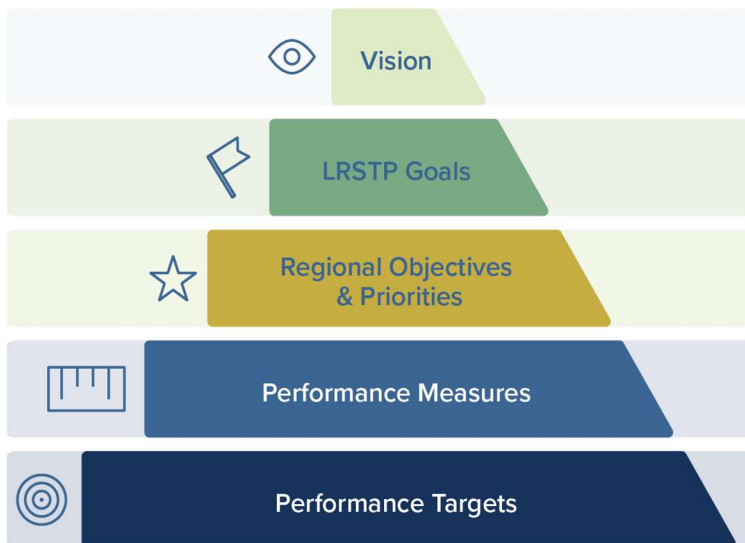 Vision
LRSTP Goals
Regional Objectives
& Priorities
Performance Measures
Performance Targets